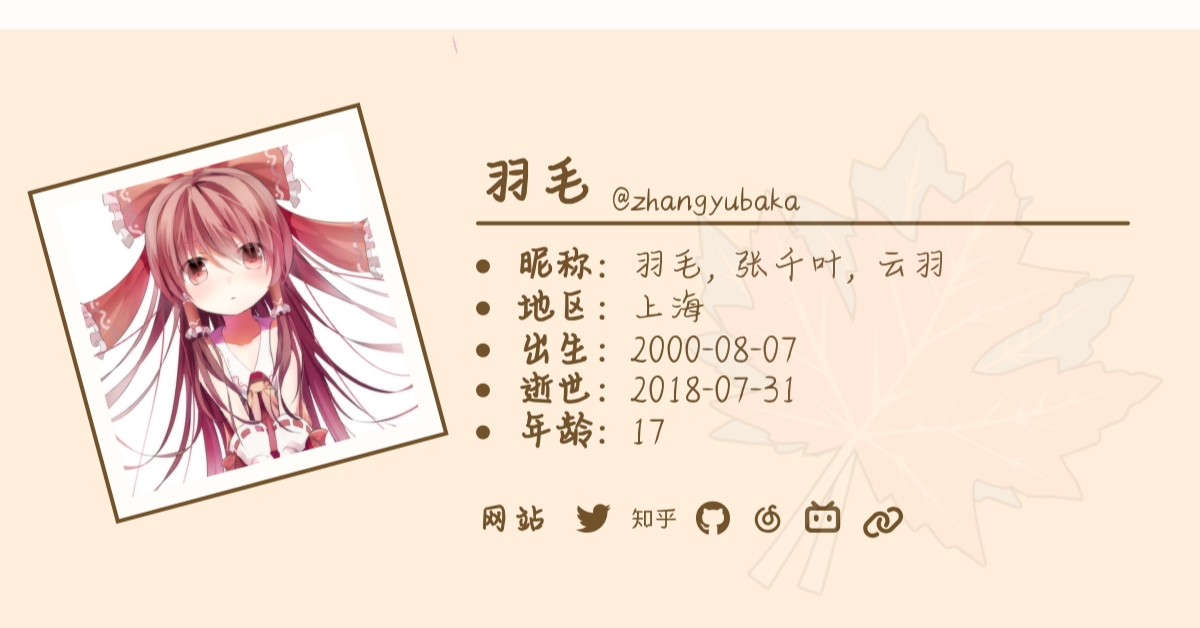 羽毛 @zhangyubaka
昵称：羽毛，张千叶，云羽
地区：上海
出生：2000-08-07
逝世：2018-07-31
年龄：17
网站 知乎